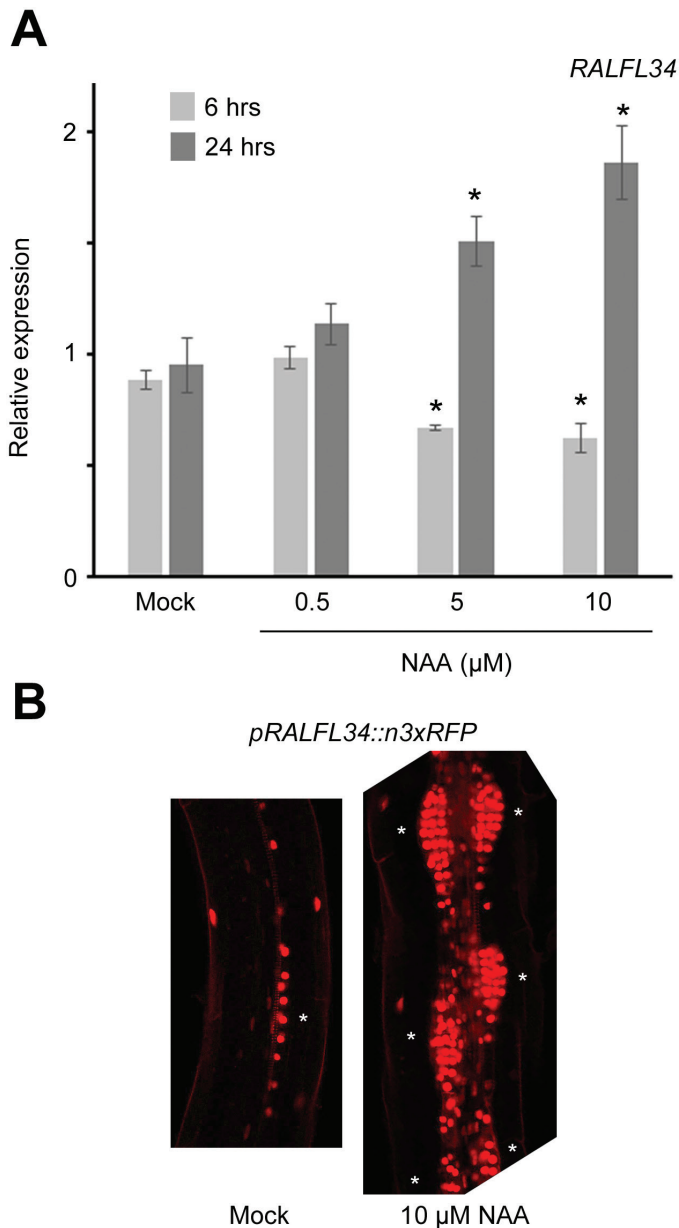 A
RALFL34
6 hrs
24 hrs
Relative expression
2
1
0
*
*
*
*
Mock
0.5
5
10
NAA (µM)
B
pRALFL34::n3xRFP
*
*
*
*
*
*
*
Mock
10 µM NAA